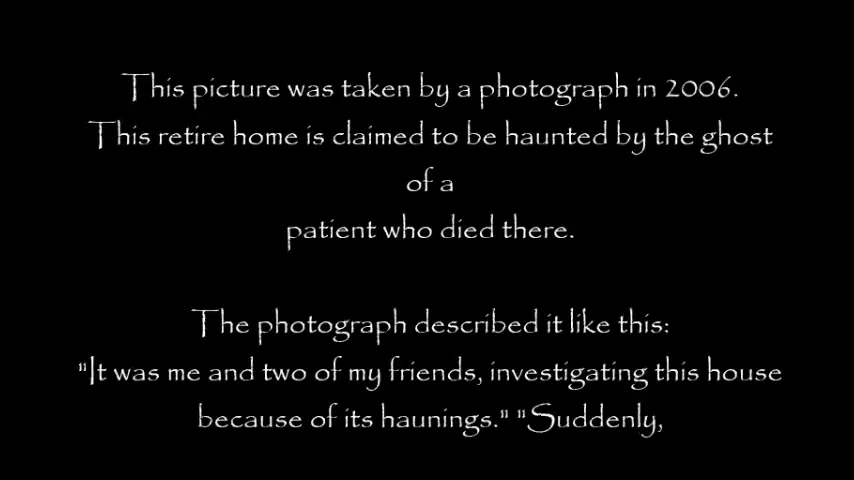 This picture was taken by a photograph in 2006.
This retire home is claimed to be haunted by the ghost
of a
patient who died there.
The photograph described it like this:
"It was me and two of my friends, investigating this house
because of its haunings." "Suddenly,